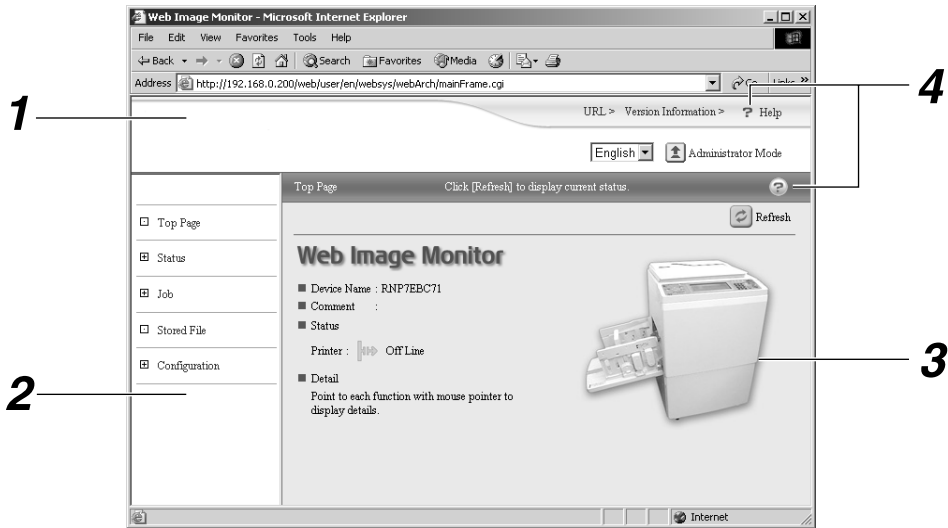 Web Image Monitor - Microsoft Internet Explorer
File Edit View Favorites Tools Help
Back Search Favorites Media
Address http://192.168.0.200/web/user/en/websys/webArch/mainFrame.cgi Go Links »
1
4
URL > Version Information > ? Help
English Administrator Mode
Top Page Click [Refresh] to display current status. ?
Refresh
Top Page
Status
Job
Stored File
Configuration
Web Image Monitor
Device Name : RNP7EBC71
Comment :
Status
Printer : Off Line
Detail
Point to each function with mouse pointer to
display details.
3
2
Internet